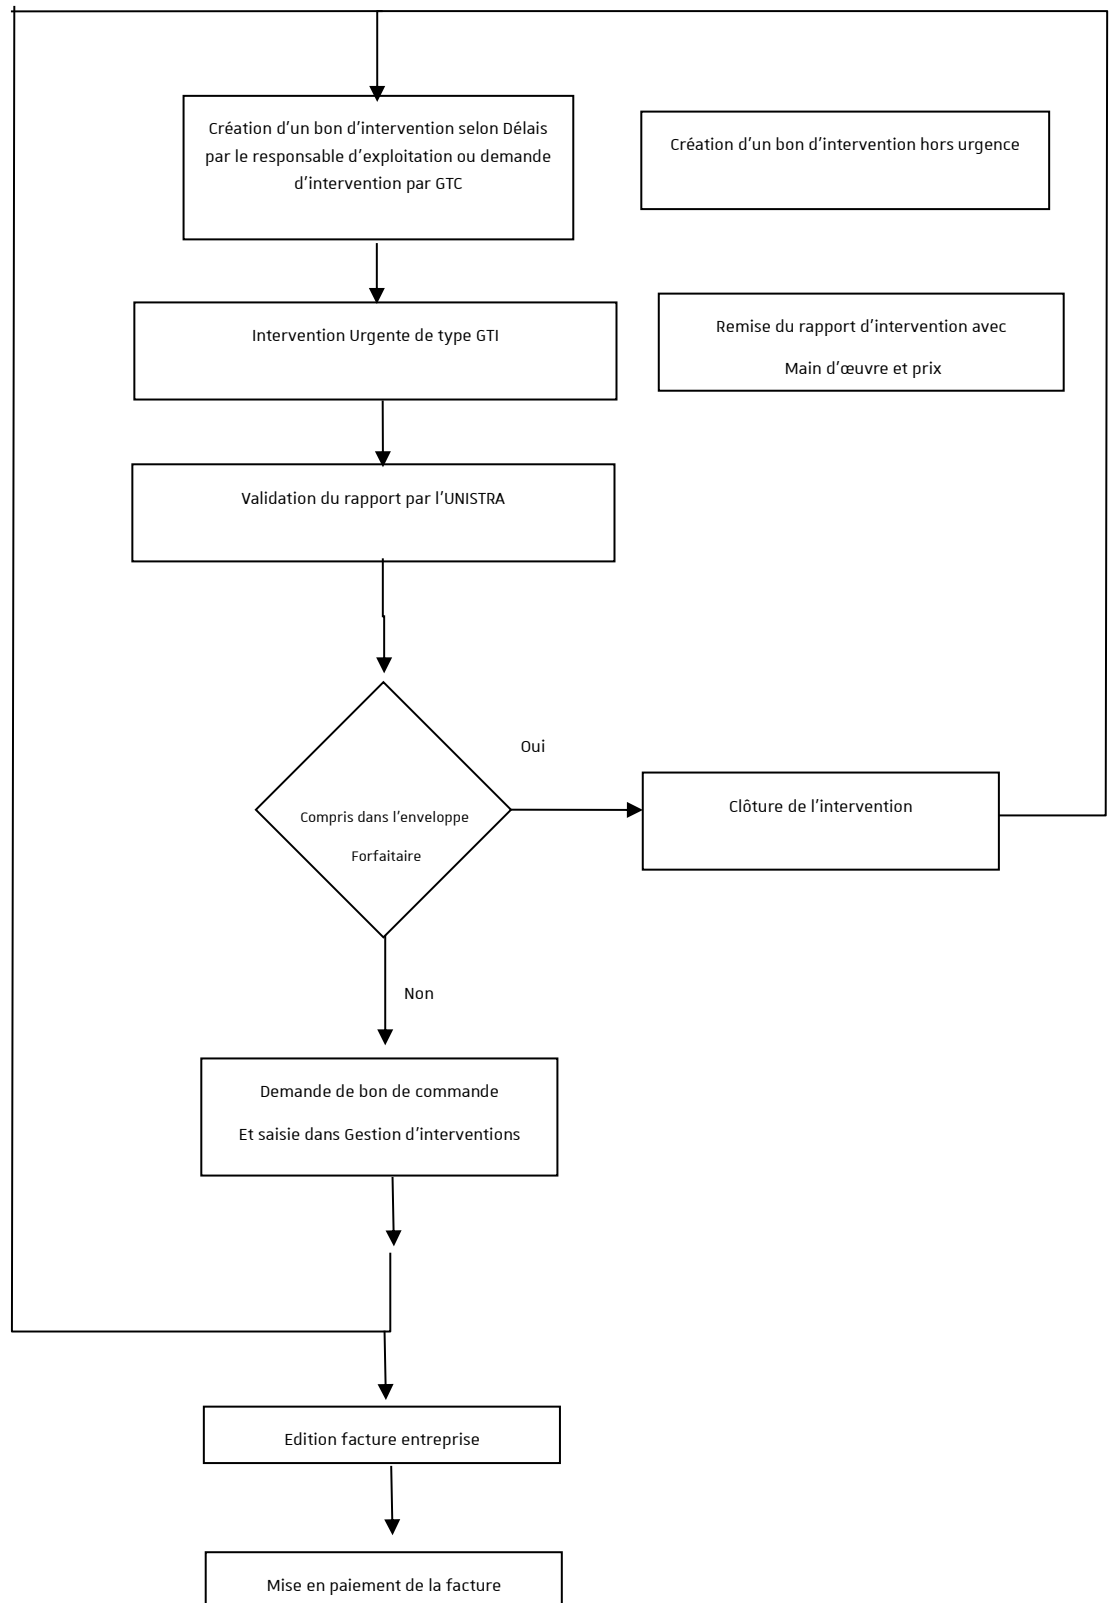 Création d'un bon d'intervention selon Délais
par le responsable d'exploitation ou demande
d'intervention par GTC
Création d'un bon d'intervention hors urgence
Intervention Urgente de type GTI
Remise du rapport d'intervention avec
Main d'œuvre et prix
Validation du rapport par l'UNISTRA
Oui
Compris dans l'enveloppe
Forfaitaire
Clôture de l'intervention
Non
Demande de bon de commande
Et saisie dans Gestion d'interventions
Edition facture entreprise
Mise en paiement de la facture